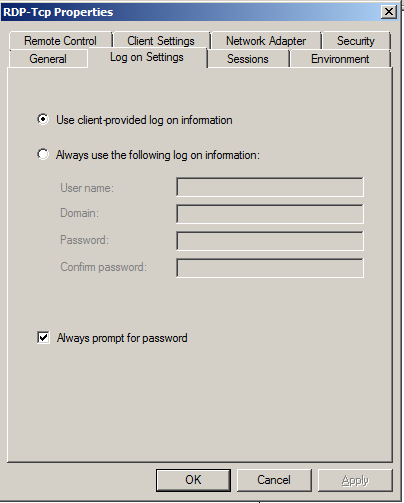 RDP-Tcp Properties
Remote Control Client Settings Network Adapter Security
General Log on Settings Sessions Environment
Use client-provided log on information
Always use the following log on information:
User name:
Domain:
Password:
Confirm password:
Always prompt for password
OK Cancel Apply